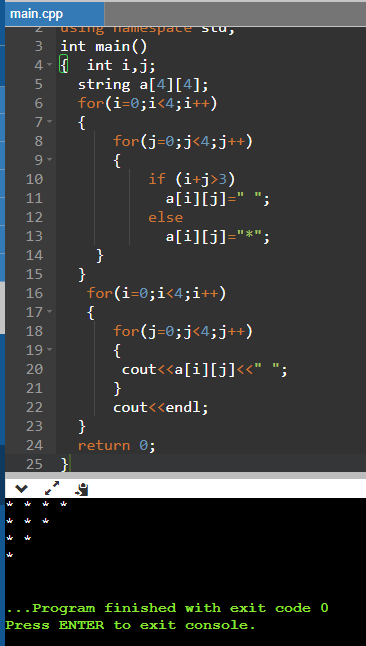 main.cpp
2 using namespace std;
3 int main()
4 { int i,j;
5 string a[4][4];
6 for(i=0;i<4;i++)
7 {
8 for(j=0;j<4;j++)
9 {
10 if (i+j>3)
11 a[i][j]=" ";
12 else
13 a[i][j]="*";
14 }
15 }
16 for(i=0;i<4;i++)
17 {
18 for(j=0;j<4;j++)
19 {
20 cout<<a[i][j]<<" ";
21 }
22 cout<<endl;
23 }
24 return 0;
25 }
* * * *
* * *
* *
*
...Program finished with exit code 0
Press ENTER to exit console.